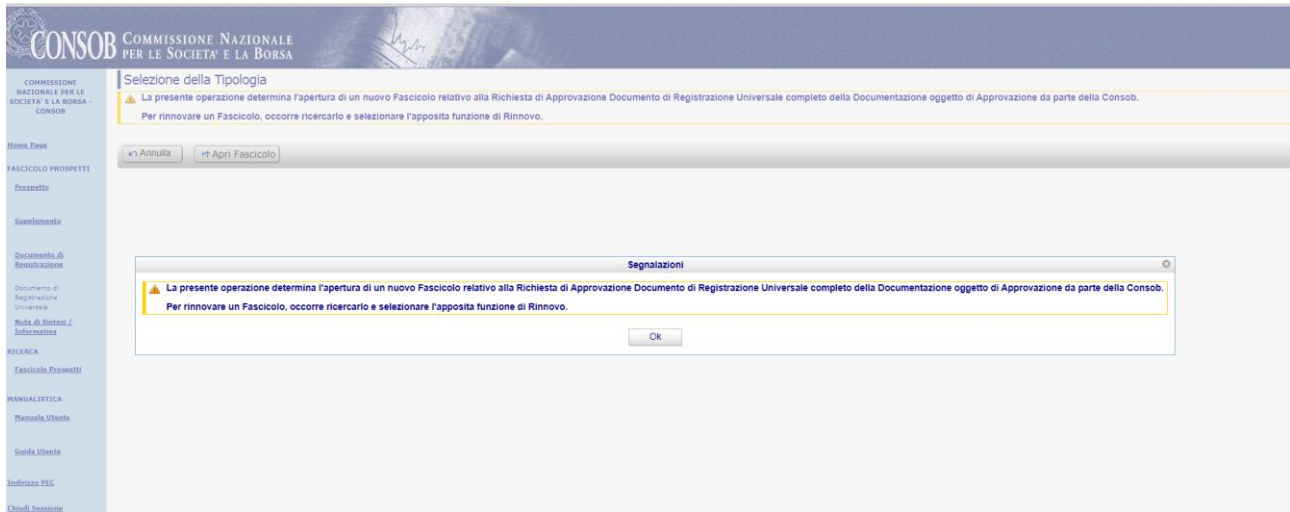 CONSOB COMMISSIONE NAZIONALE
PER LE SOCIETA' E LA BORSA
COMMISSIONE
NAZIONALE PER LE
SOCIETA' E LA BORSA -
CONSOB
Home Page
FASCICOLO PROSPETTI
Prospetto
Supplemento
Documento di
Registrazione
Documento di
Registrazione
Universale
Nota di Sintesi /
Informativa
RICERCA
Fascicolo Prospetti
MANUALISTICA
Manuale Utente
Guida Utente
Indirizzo PEC
Chiudi Sessione
Selezione della Tipologia
La presente operazione determina l'apertura di un nuovo Fascicolo relativo alla Richiesta di Approvazione Documento di Registrazione Universale completo della Documentazione oggetto di Approvazione da parte della Consob.
Per rinnovare un Fascicolo, occorre ricercarlo e selezionare l'apposita funzione di Rinnovo.
Annulla
Apri Fascicolo
Segnalazioni
La presente operazione determina l'apertura di un nuovo Fascicolo relativo alla Richiesta di Approvazione Documento di Registrazione Universale completo della Documentazione oggetto di Approvazione da parte della Consob.
Per rinnovare un Fascicolo, occorre ricercarlo e selezionare l'apposita funzione di Rinnovo.
Ok